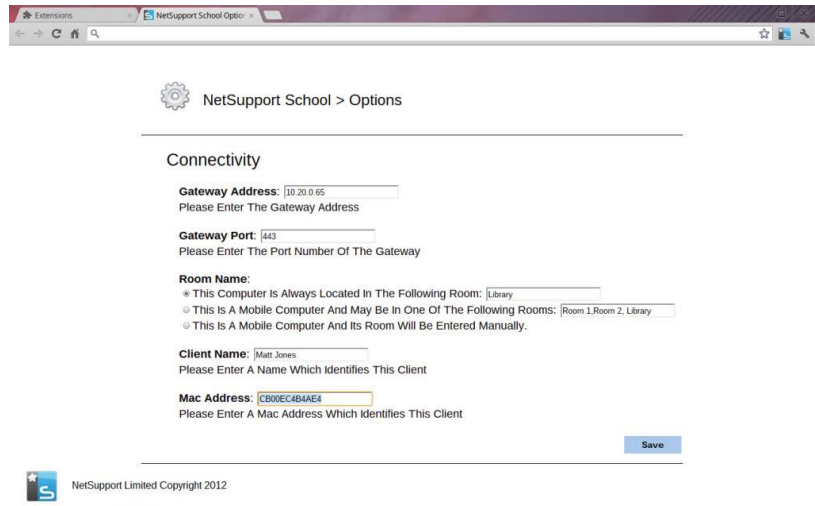 Extensions
NetSupport School Option
NetSupport School > Options
Connectivity
Gateway Address: 10.20.0.65
Please Enter The Gateway Address
Gateway Port: 443
Please Enter The Port Number Of The Gateway
Room Name:
This Computer Is Always Located In The Following Room: Library
This Is A Mobile Computer And May Be In One Of The Following Rooms: Room 1,Room 2, Library
This Is A Mobile Computer And Its Room Will Be Entered Manually.
Client Name: Matt Jones
Please Enter A Name Which Identifies This Client
Mac Address: CB00EC4B4AE4
Please Enter A Mac Address Which Identifies This Client
Save
S
NetSupport Limited Copyright 2012